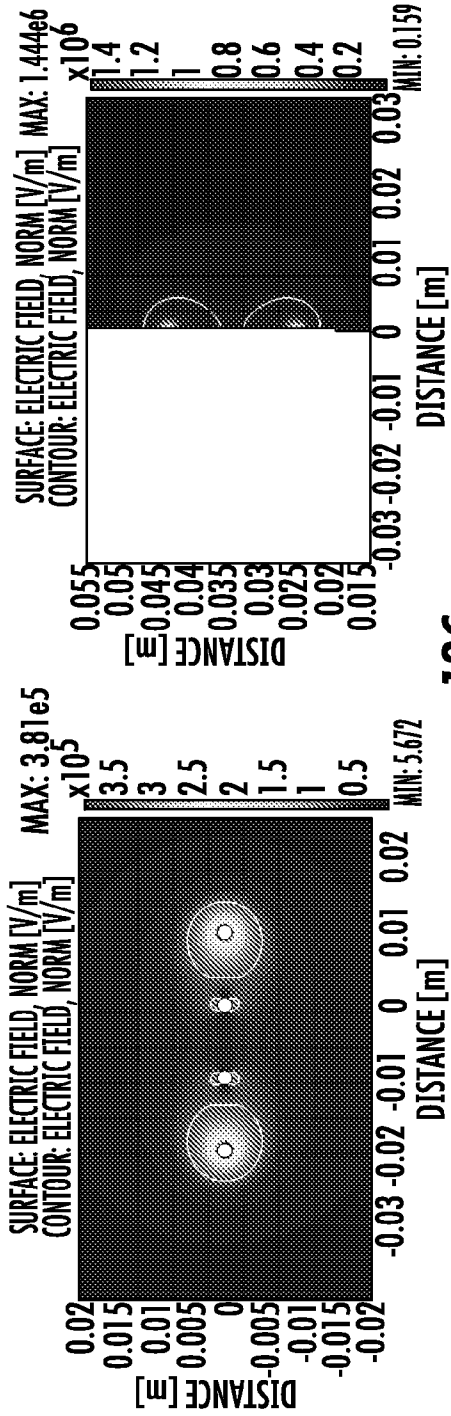 SURFACE: ELECTRIC FIELD, NORM [V/m]
CONTOUR: ELECTRIC FIELD, NORM [V/m]
MAX: 3.81e5
x10^5
3.5
3
2.5
2
1.5
1
0.5
MIN: 5.672
0.02
0.015
0.01
0.005
0
-0.005
-0.01
-0.015
-0.02
DISTANCE [m]
-0.03 -0.02 -0.01 0 0.01 0.02
DISTANCE [m]
SURFACE: ELECTRIC FIELD, NORM [V/m]
CONTOUR: ELECTRIC FIELD, NORM [V/m]
MAX: 1.444e6
x10^6
1.4
1.2
1
0.8
0.6
0.4
0.2
MIN: 0.159
0.055
0.05
0.045
0.04
0.035
0.03
0.025
0.02
0.015
DISTANCE [m]
-0.03 -0.02 -0.01 0 0.01 0.02 0.03
DISTANCE [m]